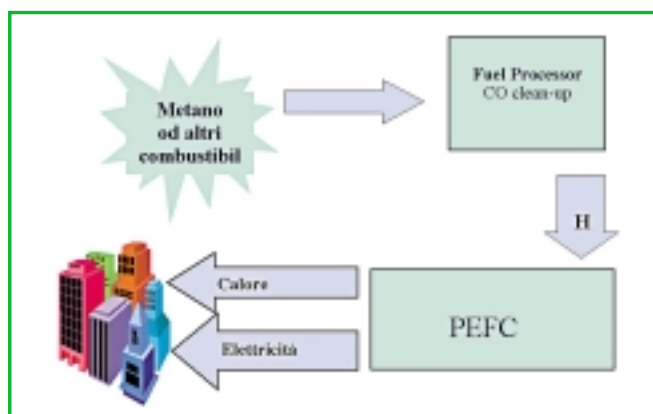 Metano
od altri
combustibil
Fuel Processor
CO clean-up
H
Calore
Elettricità
PEFC